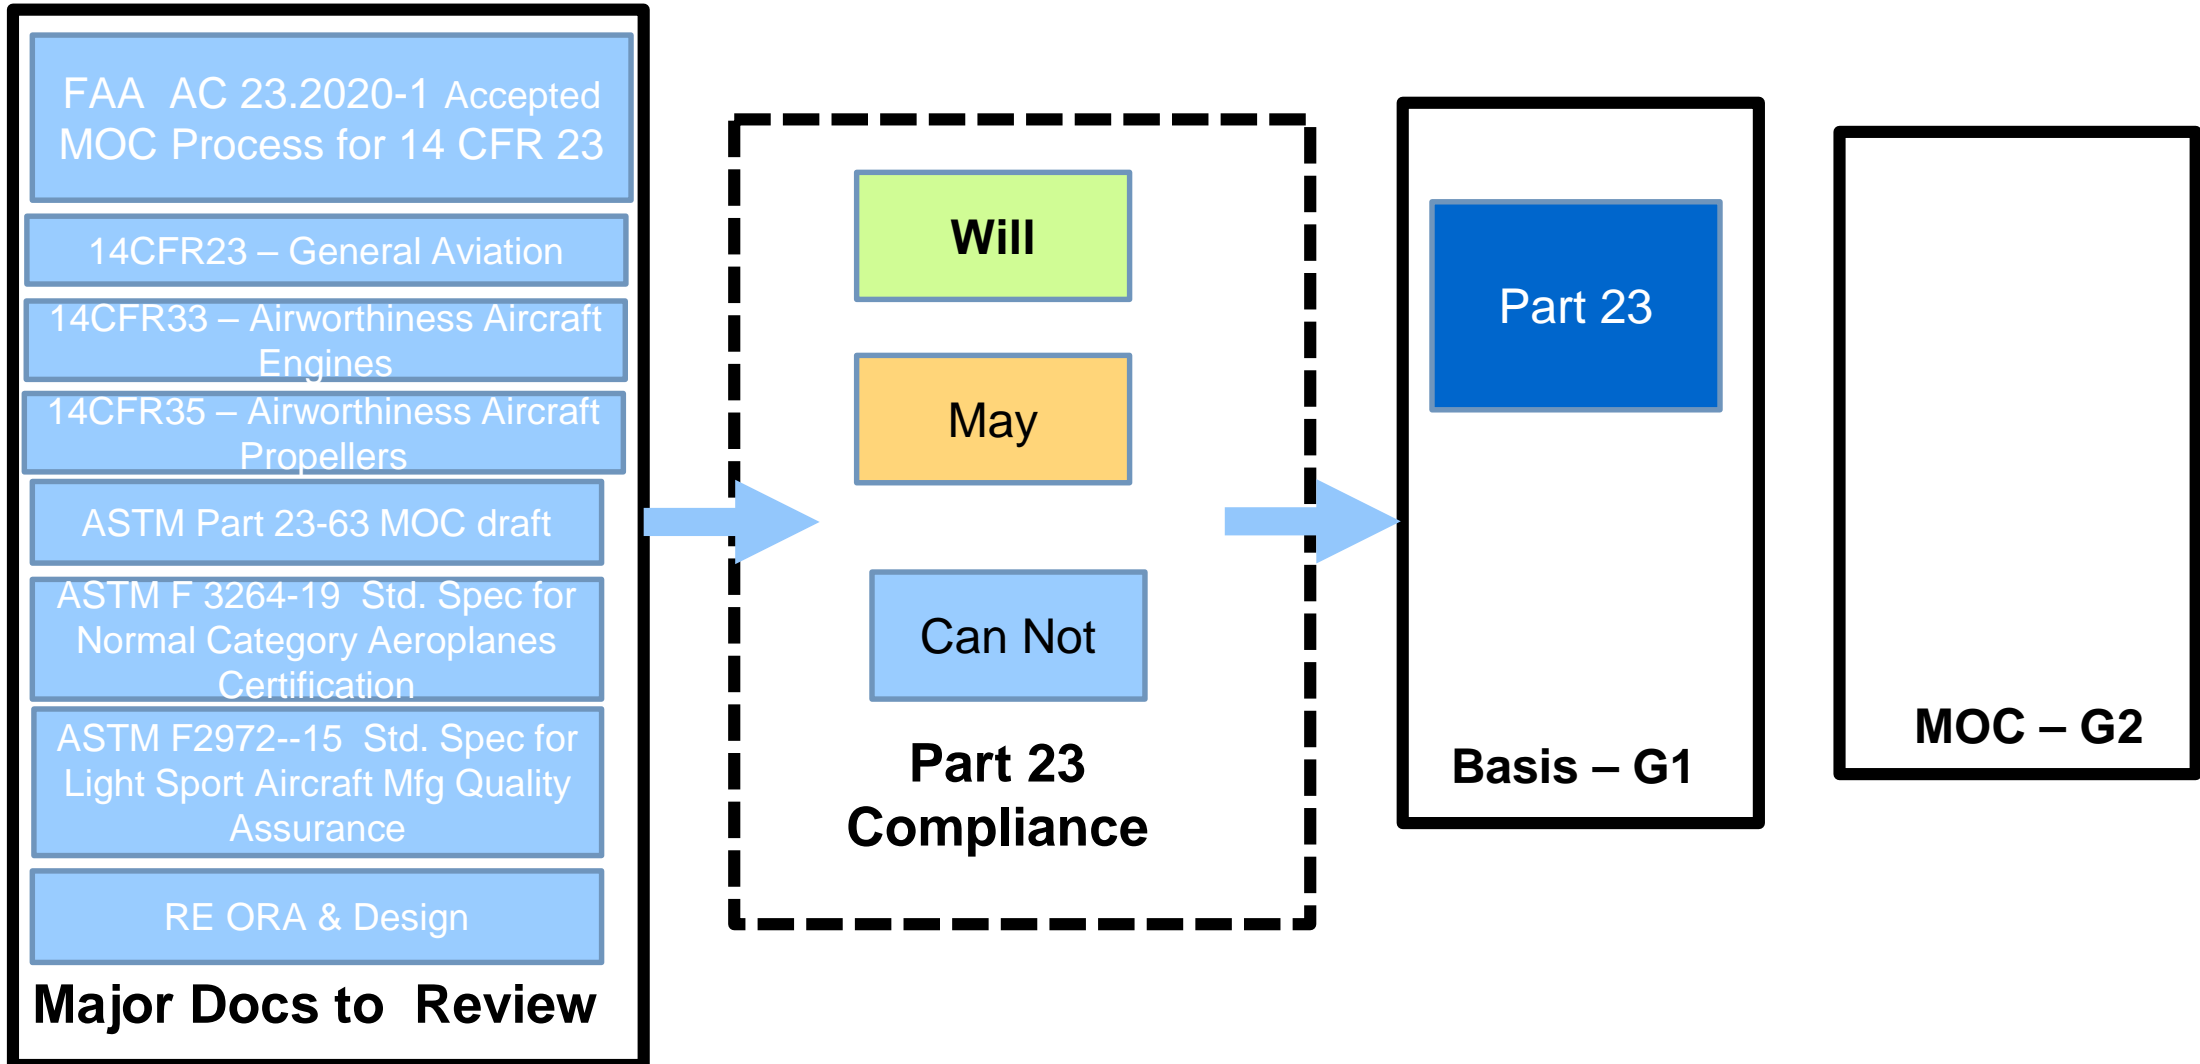 FAA AC 23.2020-1 Accepted
MOC Process for 14 CFR 23
14CFR23 – General Aviation
14CFR33 – Airworthiness Aircraft
Engines
14CFR35 – Airworthiness Aircraft
Propellers
ASTM Part 23-63 MOC draft
ASTM F 3264-19 Std. Spec for
Normal Category Aeroplanes
Certification
ASTM F2972--15 Std. Spec for
Light Sport Aircraft Mfg Quality
Assurance
RE ORA & Design
Major Docs to Review
Will
May
Can Not
Part 23
Compliance
Part 23
Basis – G1
MOC – G2